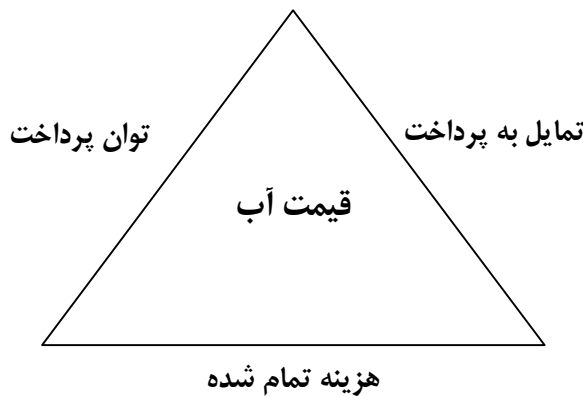 تمایل به پرداخت
توان پرداخت
قیمت آب
هزینه تمام شده